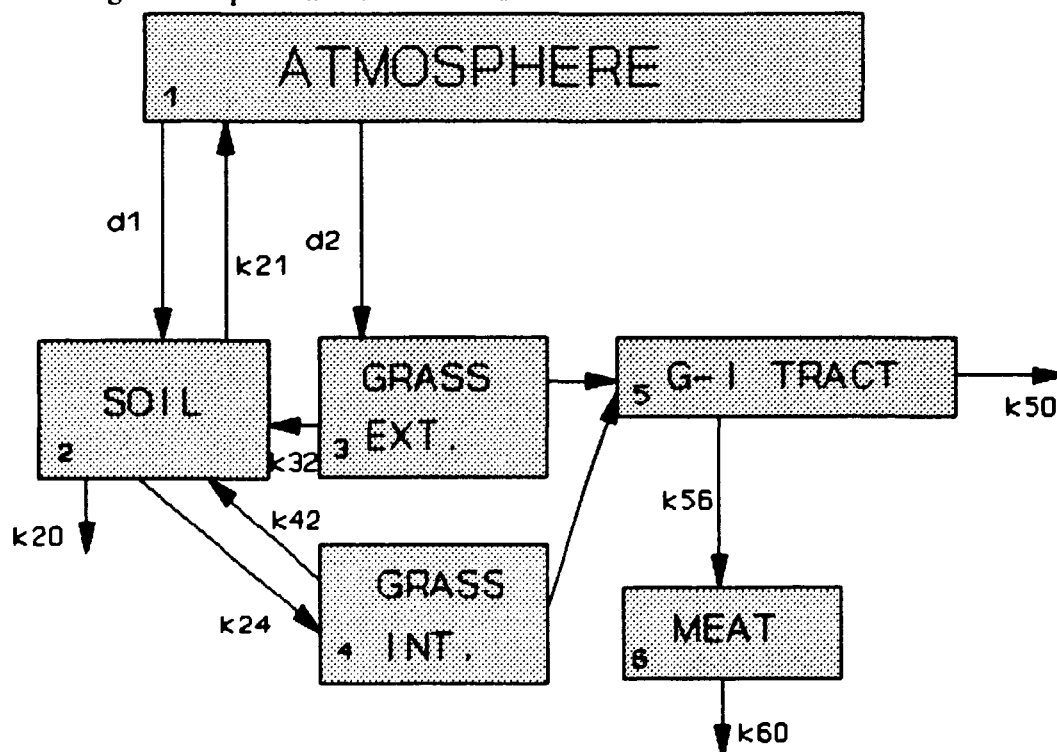 ATMOSPHERE
1
d1
k21
d2
SOIL
2
GRASS
EXT.
3
G-I TRACT
5
k50
k32
k20
k42
k24
GRASS
INT.
4
k56
MEAT
6
k60